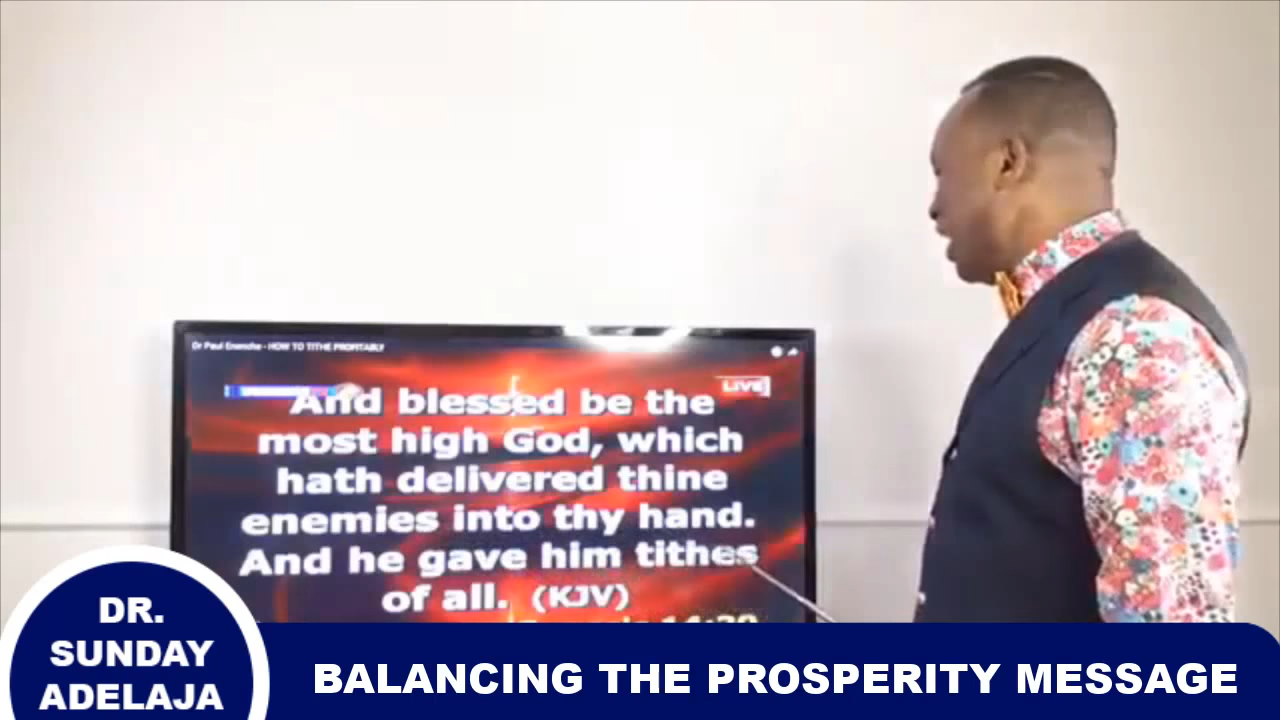 Dr Paul Enenche - HOW TO TITHE PROFITABLY
LIVE
And blessed be the
most high God, which
hath delivered thine
enemies into thy hand.
And he gave him tithes
of all. (KJV)
14:20
DR.
SUNDAY
ADELAJA
BALANCING THE PROSPERITY MESSAGE